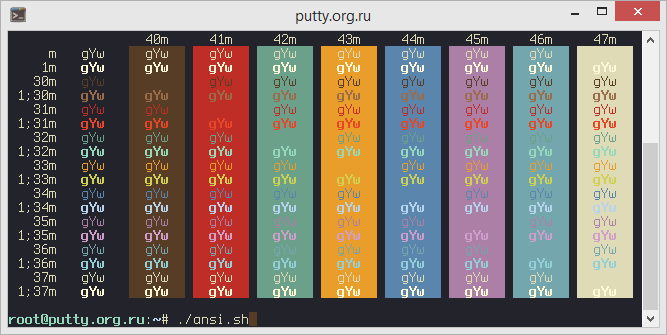 putty.org.ru
40m 41m 42m 43m 44m 45m 46m 47m
m gYw gYw gYw gYw gYw gYw gYw gYw
1m gYw gYw gYw gYw gYw gYw gYw gYw gYw
30m gYw gYw gYw gYw gYw gYw gYw gYw
1;30m gYw gYw gYw gYw gYw gYw gYw gYw gYw
31m gYw gYw gYw gYw gYw gYw gYw gYw
1;31m gYw gYw gYw gYw gYw gYw gYw gYw gYw
32m gYw gYw gYw gYw gYw gYw gYw gYw
1;32m gYw gYw gYw gYw gYw gYw gYw gYw gYw
33m gYw gYw gYw gYw gYw gYw gYw gYw
1;33m gYw gYw gYw gYw gYw gYw gYw gYw gYw
34m gYw gYw gYw gYw gYw gYw gYw gYw
1;34m gYw gYw gYw gYw gYw gYw gYw gYw gYw
35m gYw gYw gYw gYw gYw gYw gYw gYw
1;35m gYw gYw gYw gYw gYw gYw gYw gYw gYw
36m gYw gYw gYw gYw gYw gYw gYw gYw
1;36m gYw gYw gYw gYw gYw gYw gYw gYw gYw
37m gYw gYw gYw gYw gYw gYw gYw gYw
1;37m gYw gYw gYw gYw gYw gYw gYw gYw gYw
root@putty.org.ru:~# ./ansi.sh